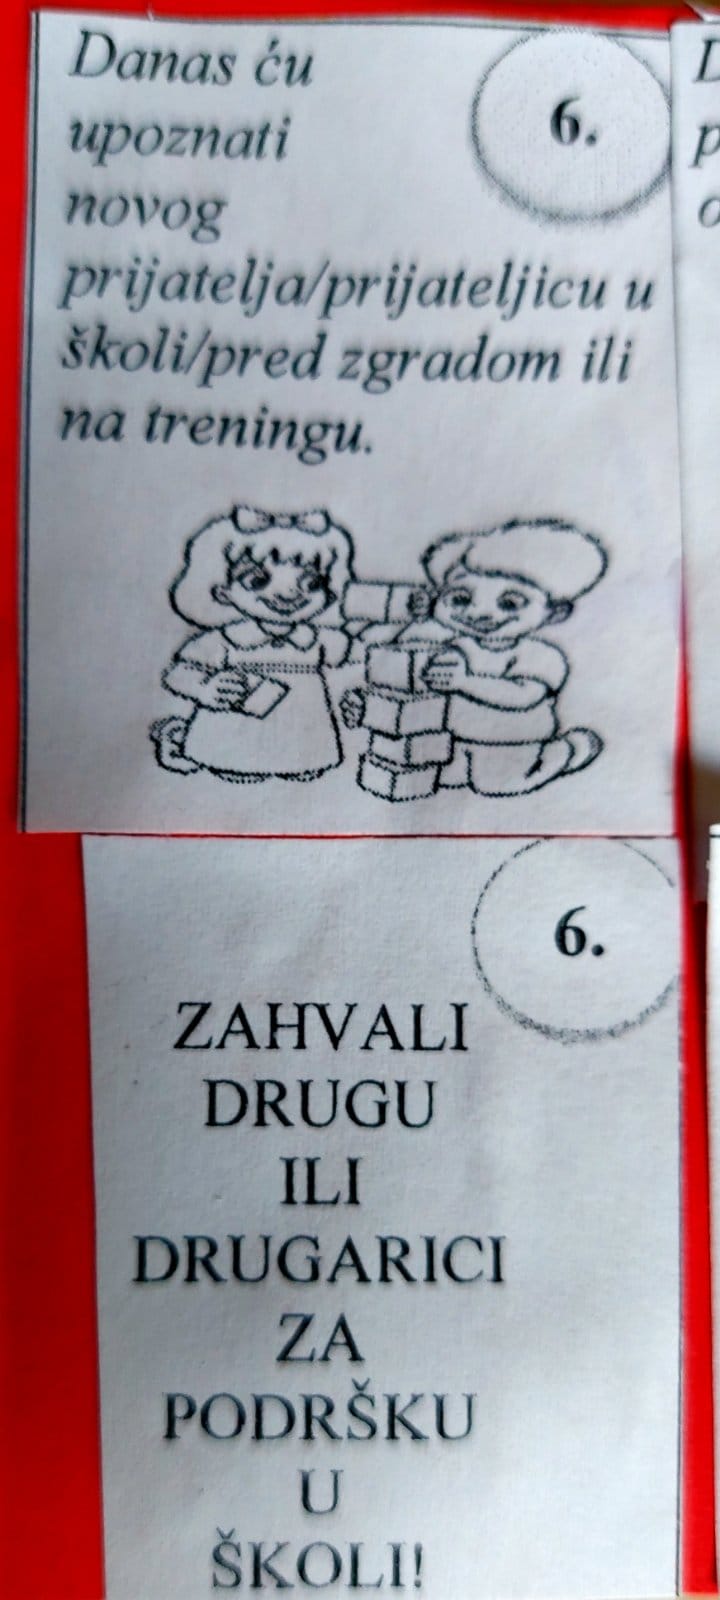 Danas ću
6.
upoznati
novog
prijatelja/prijateljicu u
školi/pred zgradom ili
na treningu.
6.
ZAHVALI
DRUGU
ILI
DRUGARICI
ZA
PODRŠKU
U
ŠKOLI!